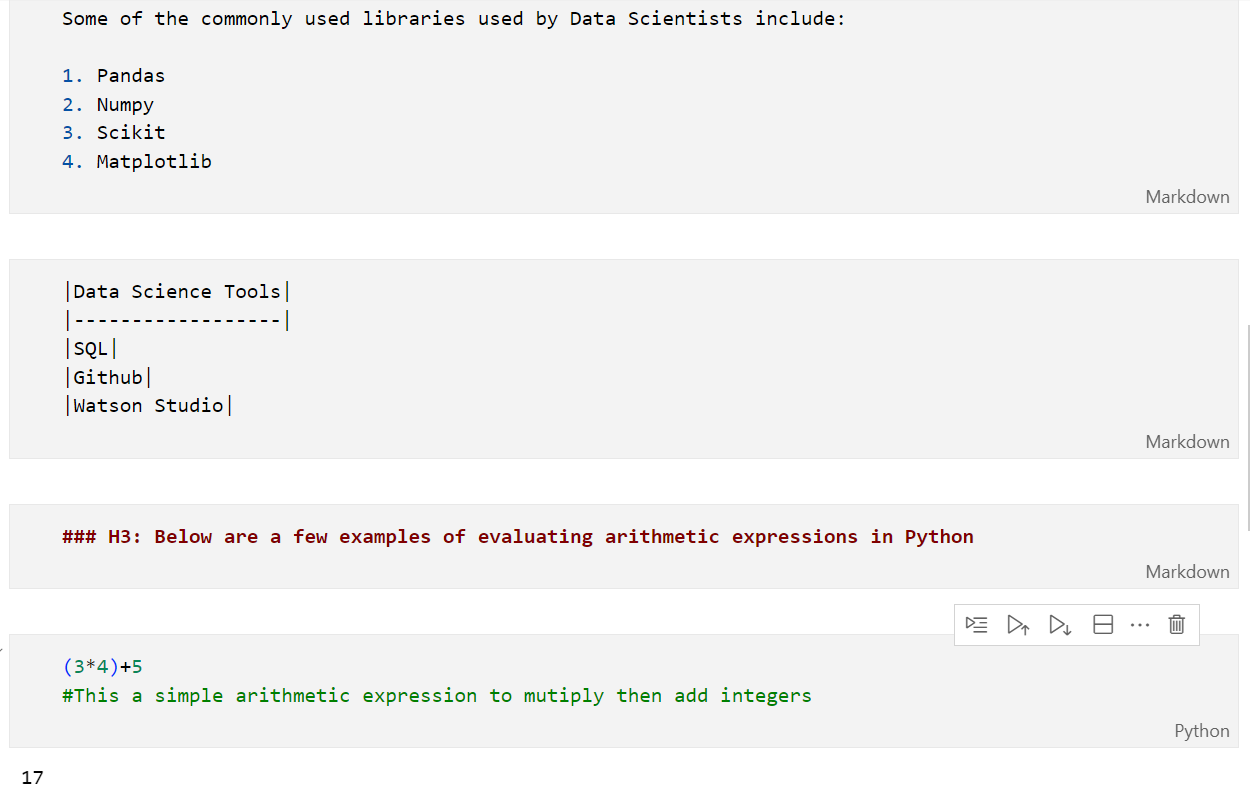 Some of the commonly used libraries used by Data Scientists include:
1. Pandas
2. Numpy
3. Scikit
4. Matplotlib
Markdown
|Data Science Tools|
|------------------|
|SQL|
|Github|
|Watson Studio|
Markdown
### H3: Below are a few examples of evaluating arithmetic expressions in Python
Markdown
(3*4)+5
#This a simple arithmetic expression to mutiply then add integers
Python
17